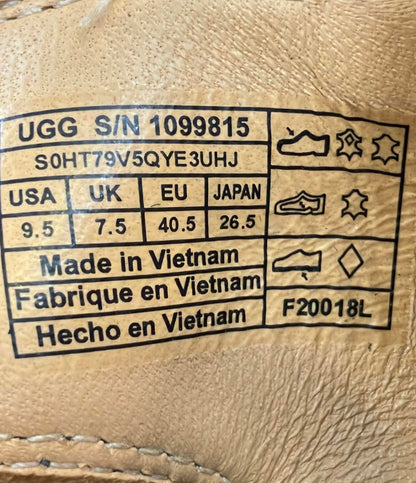 UGG S/N 1099815
S0HT79V5QYE3UHJ
USA UK EU JAPAN
9.5 7.5 40.5 26.5
Made in Vietnam
Fabrique en Vietnam
Hecho en Vietnam
F20018L